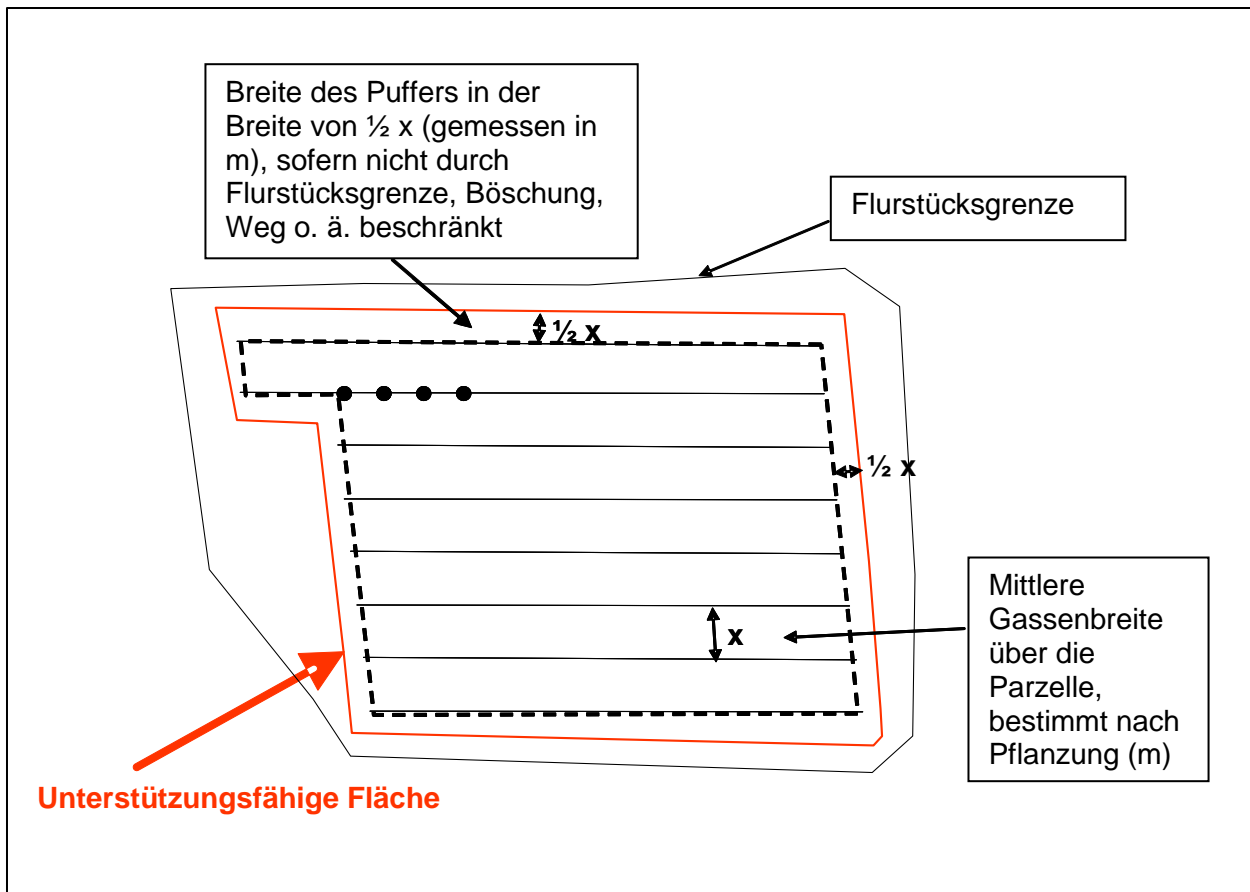 Breite des Puffers in der
Breite von ½ x (gemessen in
m), sofern nicht durch
Flurstücksgrenze, Böschung,
Weg o. ä. beschränkt
Flurstücksgrenze
½ x
½ x
x
Mittlere
Gassenbreite
über die
Parzelle,
bestimmt nach
Pflanzung (m)
Unterstützungsfähige Fläche